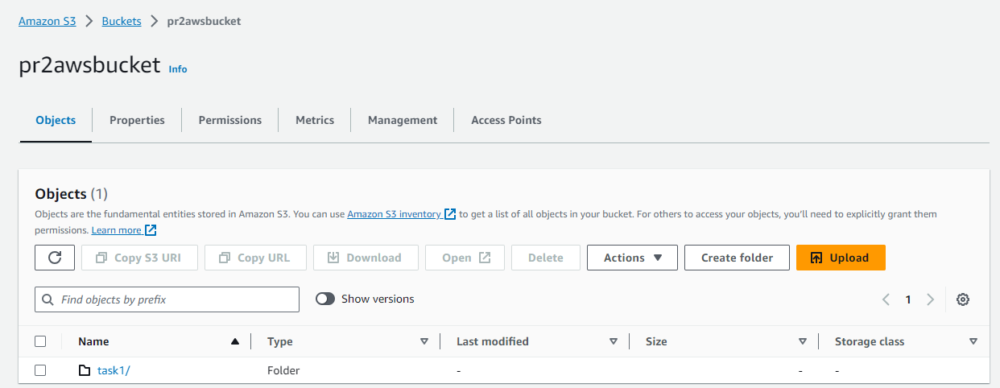 Amazon S3 > Buckets > pr2awsbucket
pr2awsbucket Info
Objects Properties Permissions Metrics Management Access Points
Objects (1)
Objects are the fundamental entities stored in Amazon S3. You can use Amazon S3 inventory to get a list of all objects in your bucket. For others to access your objects, you'll need to explicitly grant them
permissions. Learn more
Copy S3 URI Copy URL Download Open Delete Actions Create folder Upload
Find objects by prefix Show versions 1
Name Type Last modified Size Storage class
task1/ Folder - - -